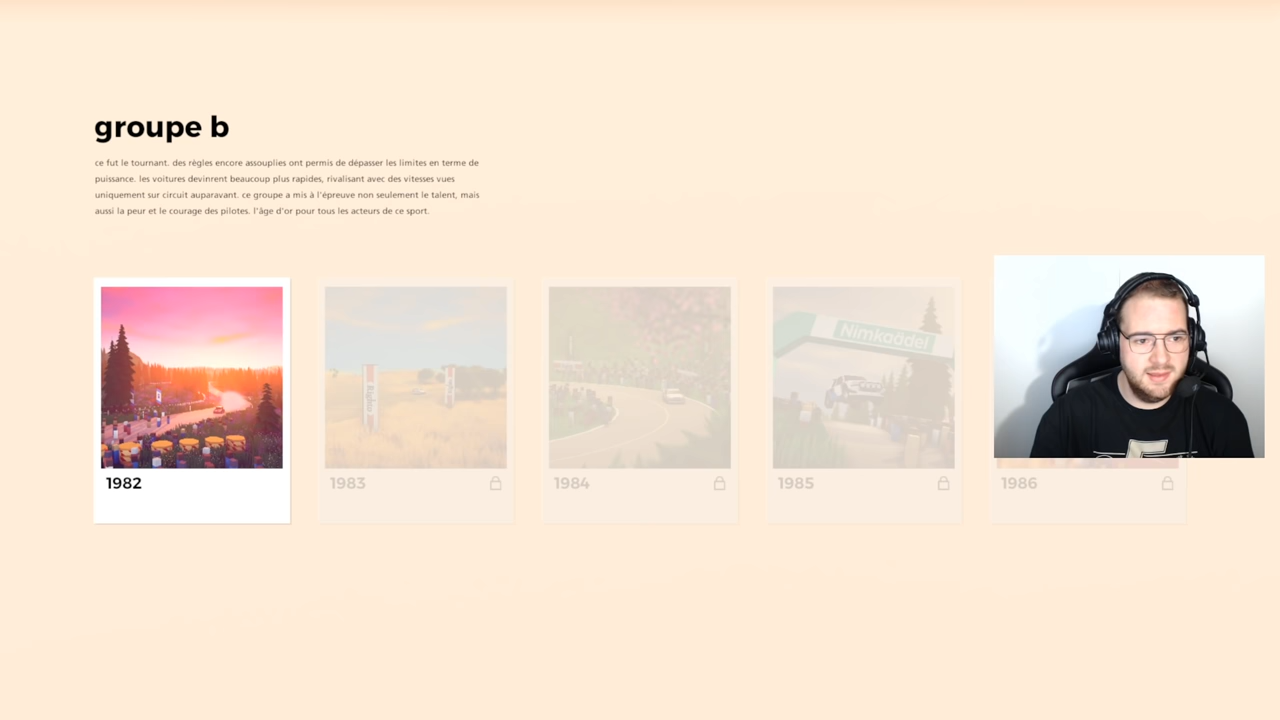 groupe b
ce fut le tournant. des règles encore assouplies ont permis de dépasser les limites en terme de
puissance. les voitures devinrent beaucoup plus rapides, rivalisant avec des vitesses vues
uniquement sur circuit auparavant. ce groupe a mis à l'épreuve non seulement le talent, mais
aussi la peur et le courage des pilotes. l'âge d'or pour tous les acteurs de ce sport.
Nimkaödel
1982
1983
1984
1985
1986